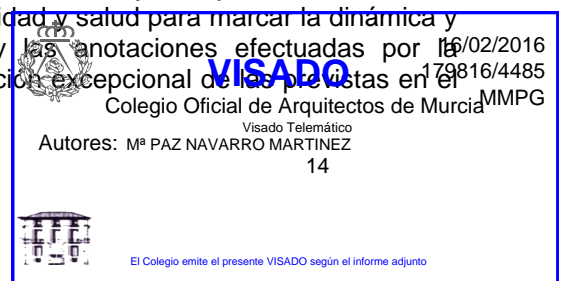 idad y salud para marcar la dinámica y
y las anotaciones efectuadas por la
16/02/2016
ción excepcional de las previstas en el
VISADO
179816/4485
Colegio Oficial de Arquitectos de Murcia
MMPG
Visado Telemático
Autores: Mª PAZ NAVARRO MARTINEZ
14
El Colegio emite el presente VISADO según el informe adjunto